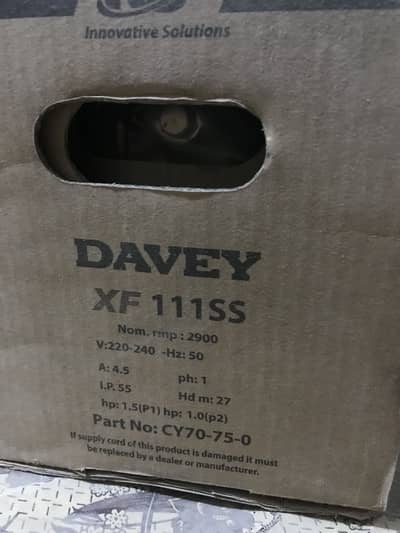 Innovative Solutions
DAVEY
XF 111SS
Nom. rmp : 2900
V:220-240 -Hz: 50
A: 4.5 ph: 1
I.P. 55 Hd m: 27
hp: 1.5(P1) hp: 1.0(p2)
Part No: CY70-75-0
If supply cord of this product is damaged it must
be replaced by a dealer or manufacturer.